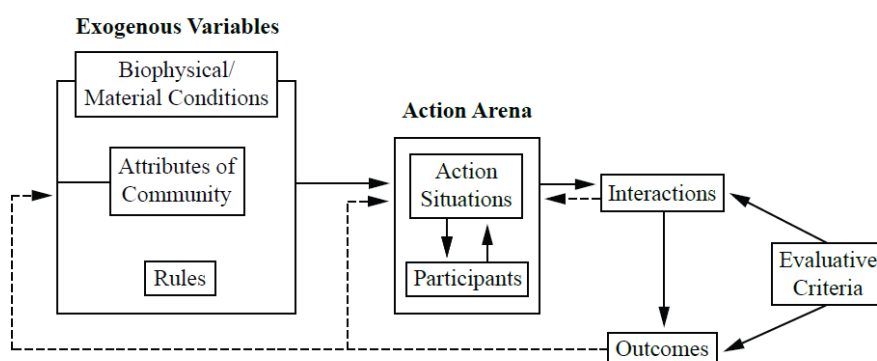 Exogenous Variables
Biophysical/
Material Conditions
Attributes of
Community
Rules
Action Arena
Action
Situations
Participants
Interactions
Evaluative
Criteria
Outcomes